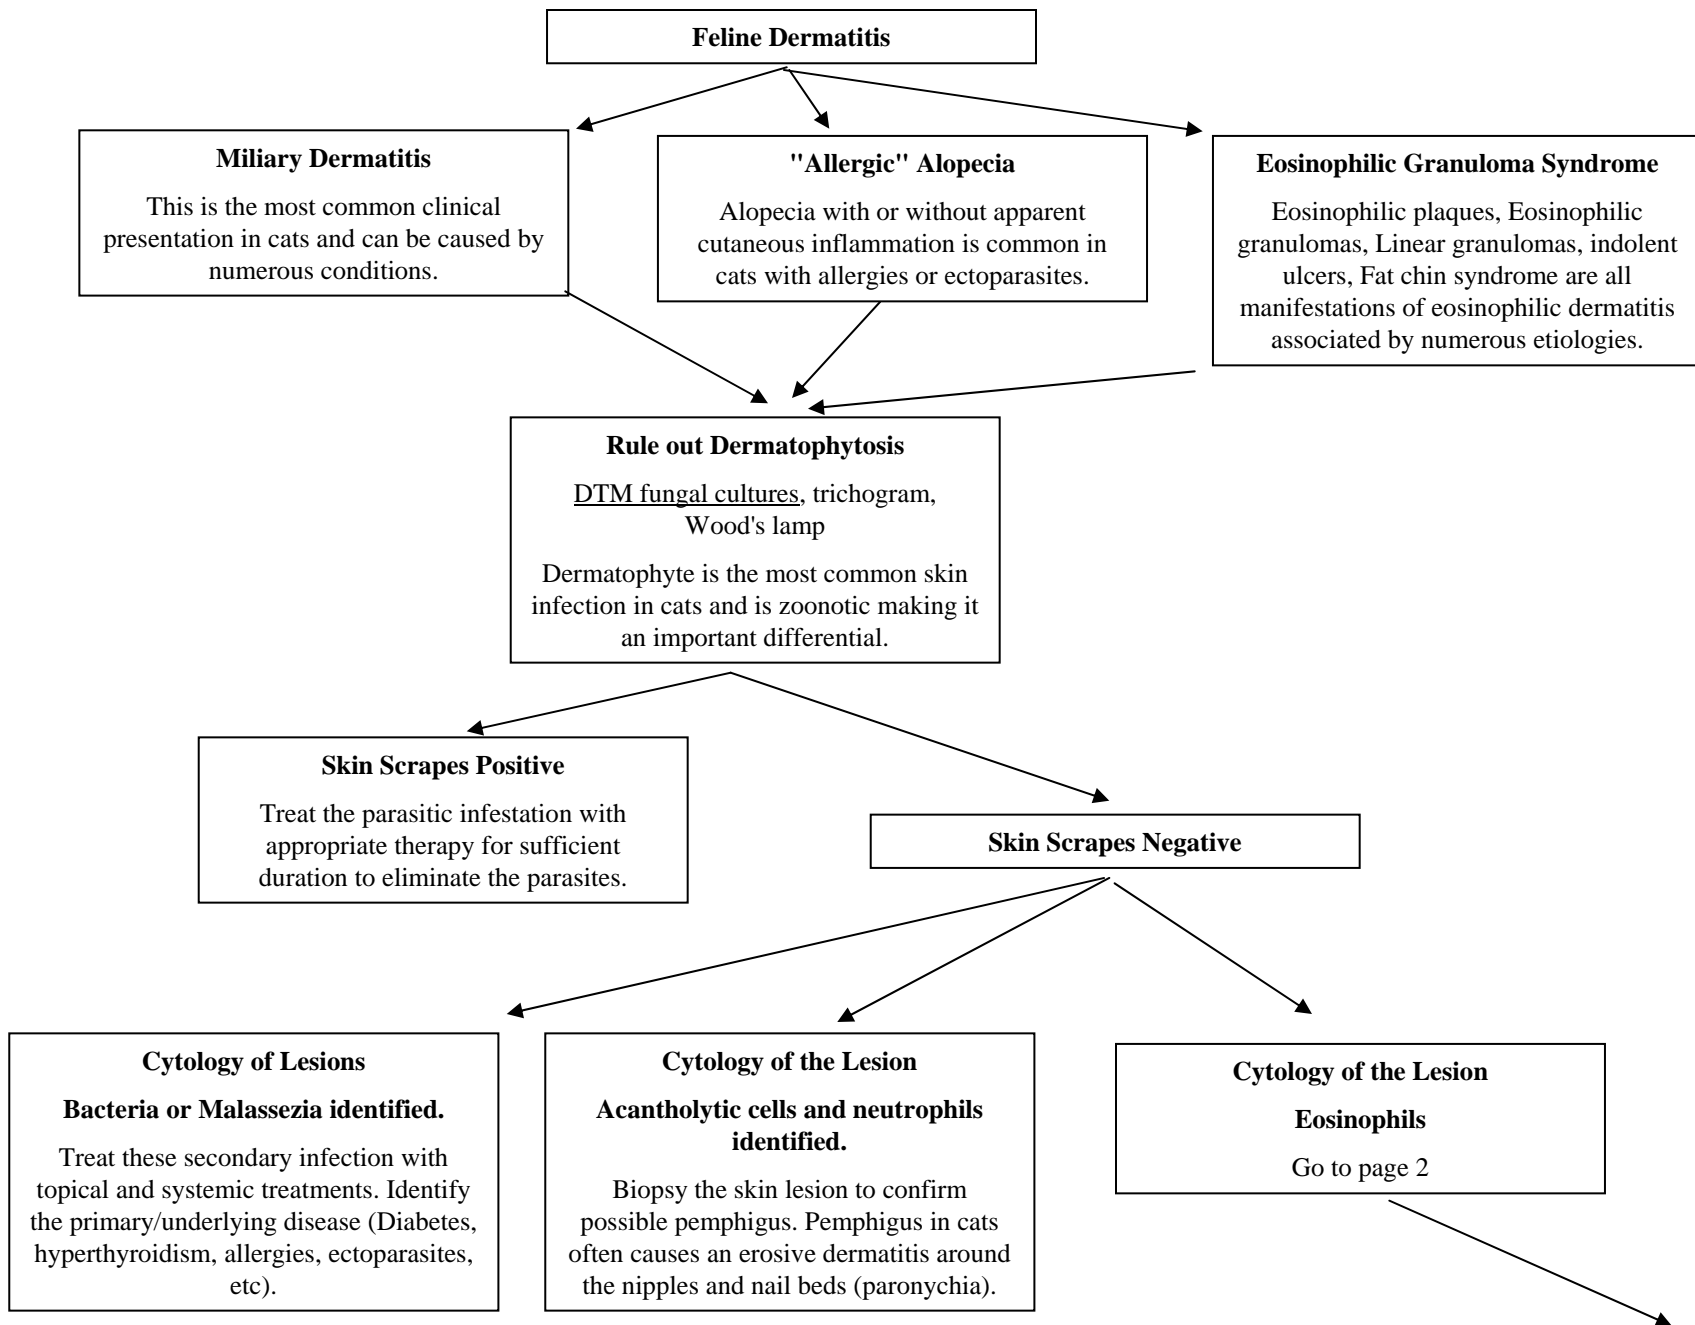 Feline Dermatitis
Miliary Dermatitis
This is the most common clinical
presentation in cats and can be caused by
numerous conditions.
"Allergic" Alopecia
Alopecia with or without apparent
cutaneous inflammation is common in
cats with allergies or ectoparasites.
Eosinophilic Granuloma Syndrome
Eosinophilic plaques, Eosinophilic
granulomas, Linear granulomas, indolent
ulcers, Fat chin syndrome are all
manifestations of eosinophilic dermatitis
associated by numerous etiologies.
Rule out Dermatophytosis
DTM fungal cultures, trichogram,
Wood's lamp
Dermatophyte is the most common skin
infection in cats and is zoonotic making it
an important differential.
Skin Scrapes Positive
Treat the parasitic infestation with
appropriate therapy for sufficient
duration to eliminate the parasites.
Skin Scrapes Negative
Cytology of Lesions
Bacteria or Malassezia identified.
Treat these secondary infection with
topical and systemic treatments. Identify
the primary/underlying disease (Diabetes,
hyperthyroidism, allergies, ectoparasites,
etc).
Cytology of the Lesion
Acantholytic cells and neutrophils
identified.
Biopsy the skin lesion to confirm
possible pemphigus. Pemphigus in cats
often causes an erosive dermatitis around
the nipples and nail beds (paronychia).
Cytology of the Lesion
Eosinophils
Go to page 2